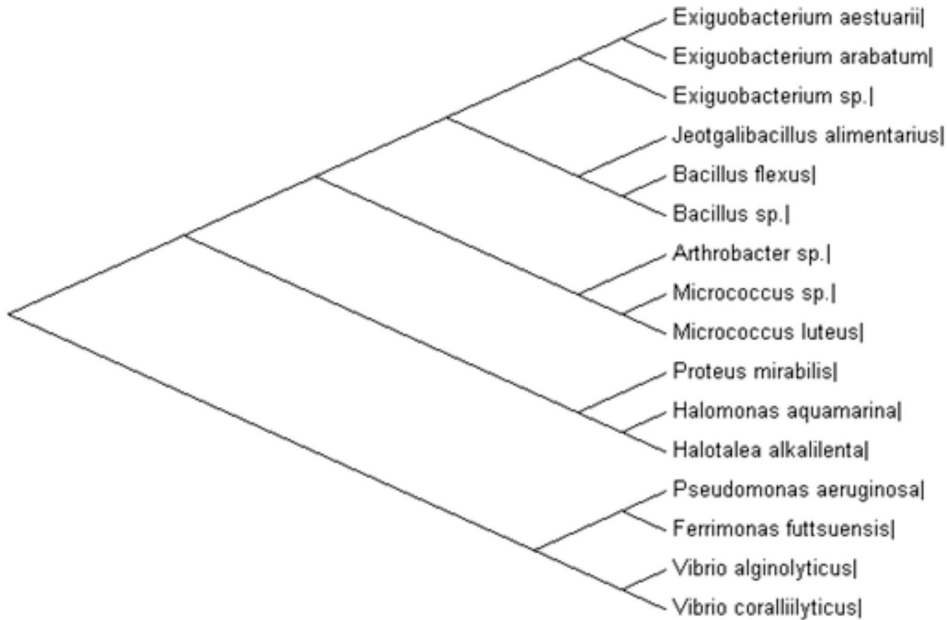 Exiguobacterium aestuarii|
Exiguobacterium arabatum|
Exiguobacterium sp.|
Jeotgalibacillus alimentarius|
Bacillus flexus|
Bacillus sp.|
Arthrobacter sp.|
Micrococcus sp.|
Micrococcus luteus|
Proteus mirabilis|
Halomonas aquamarina|
Halotalea alkalilenta|
Pseudomonas aeruginosa|
Ferrimonas futtsuensis|
Vibrio alginolyticus|
Vibrio coralliilyticus|